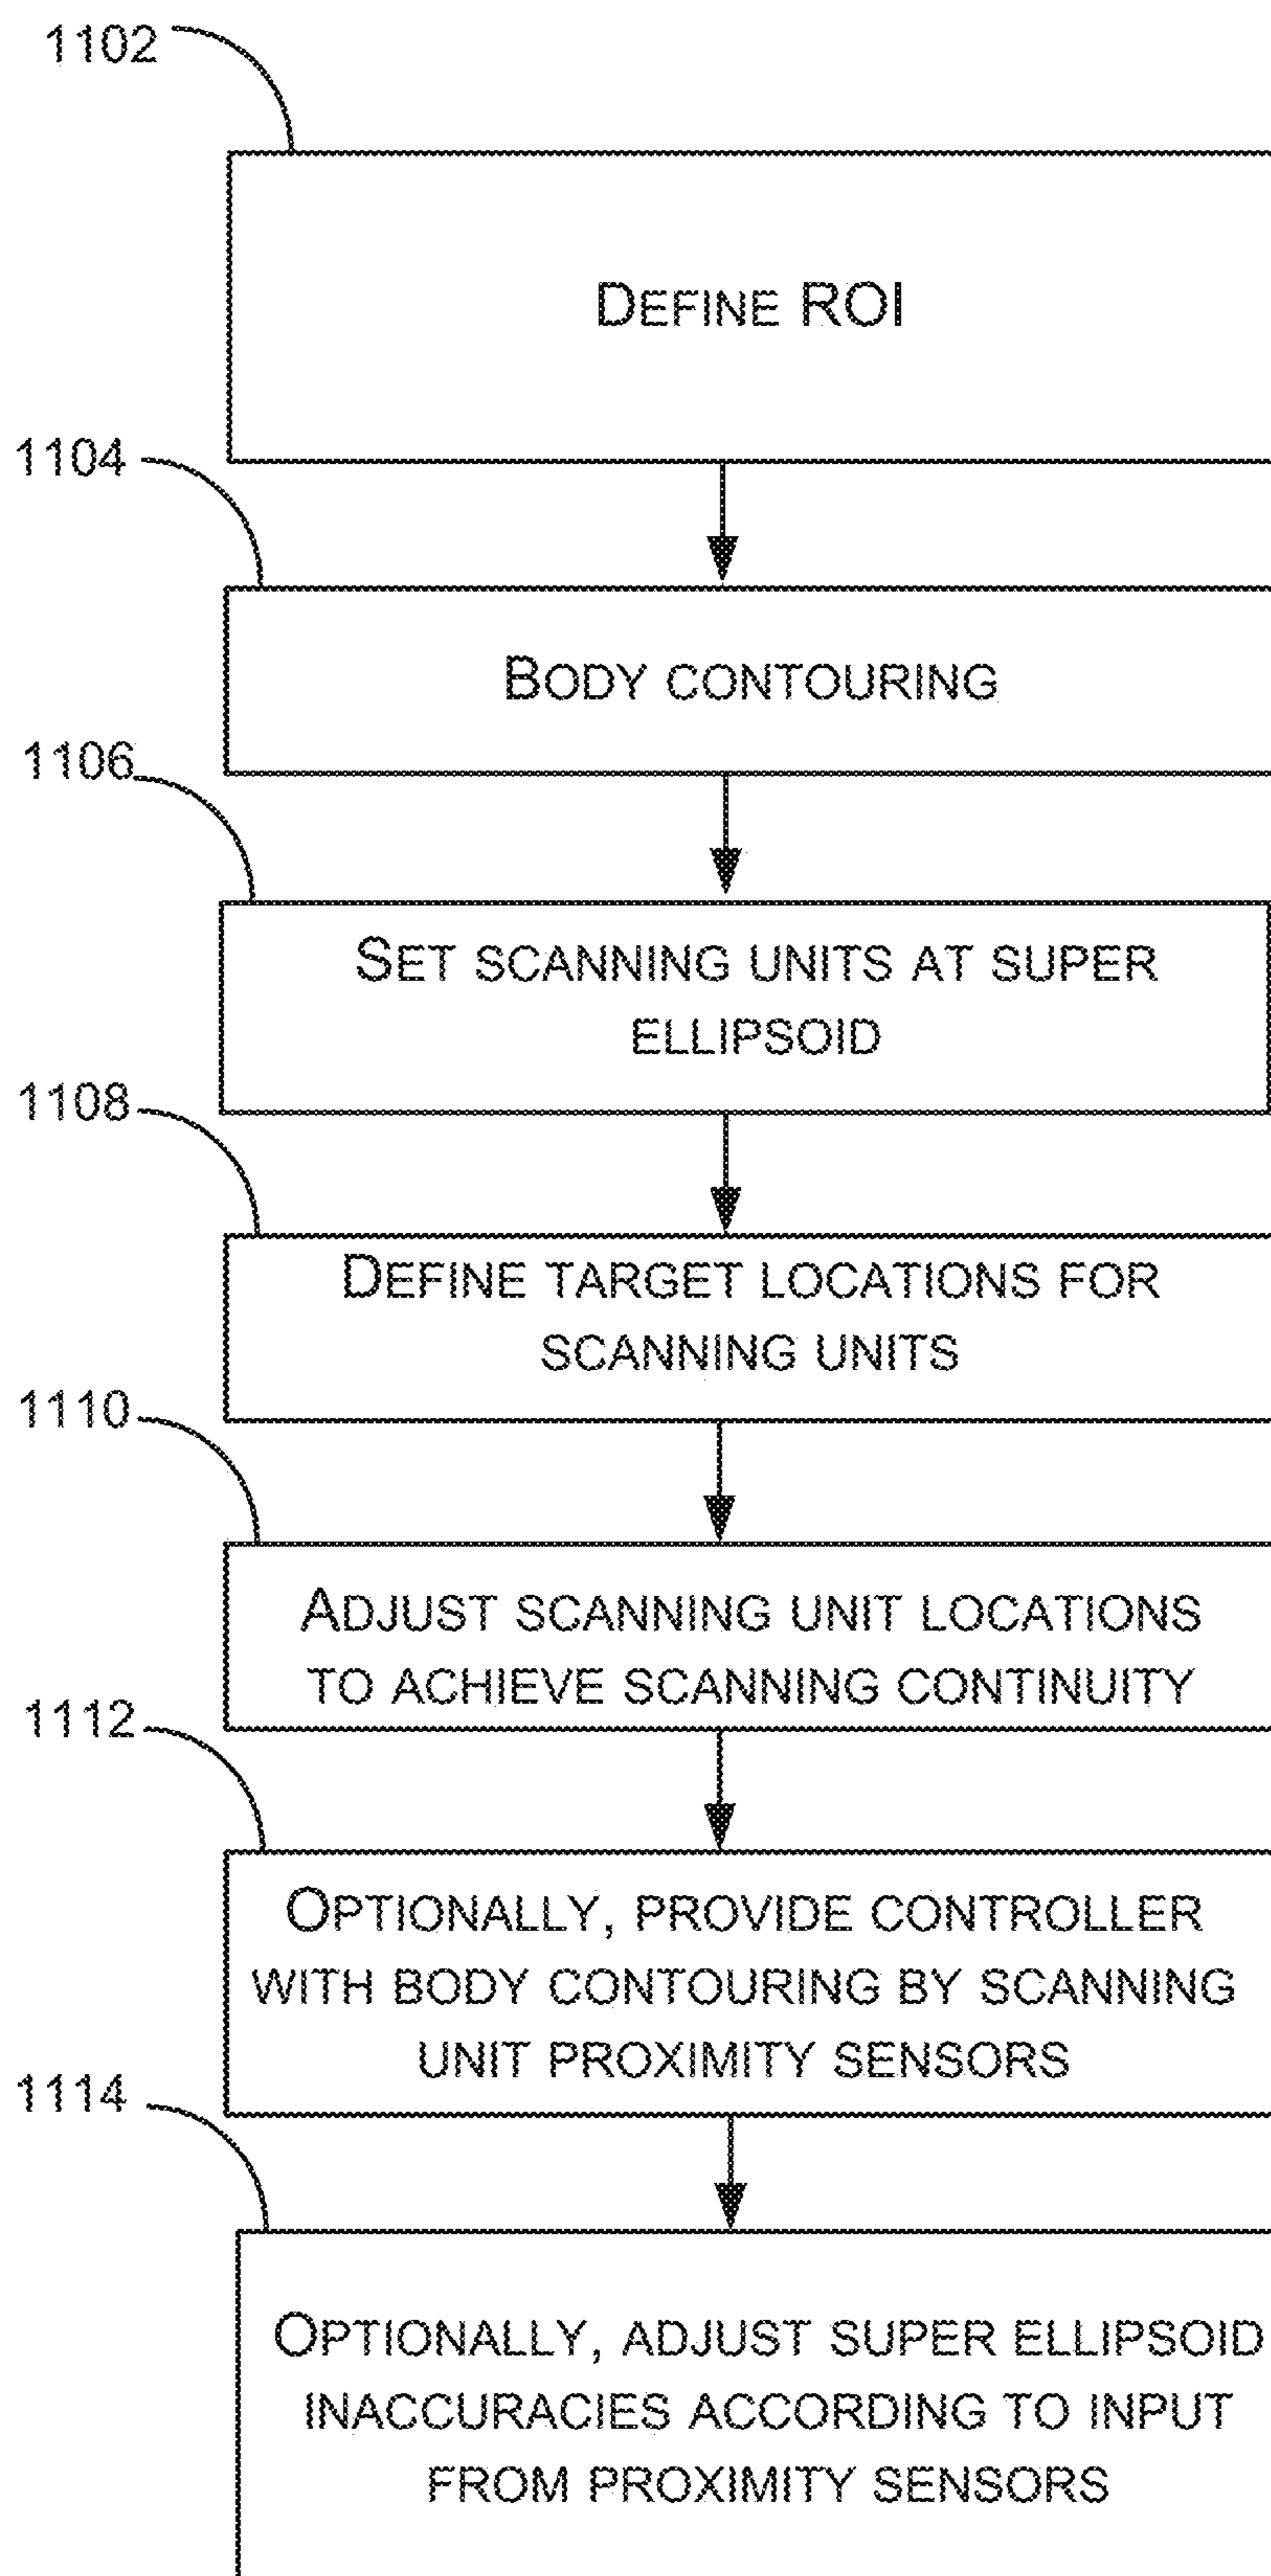 1102
DEFINE ROI
1104
BODY CONTOURING
1106
SET SCANNING UNITS AT SUPER
ELLIPSOID
1108
DEFINE TARGET LOCATIONS FOR
SCANNING UNITS
1110
ADJUST SCANNING UNIT LOCATIONS
TO ACHIEVE SCANNING CONTINUITY
1112
OPTIONALLY, PROVIDE CONTROLLER
WITH BODY CONTOURING BY SCANNING
UNIT PROXIMITY SENSORS
1114
OPTIONALLY, ADJUST SUPER ELLIPSOID
INACCURACIES ACCORDING TO INPUT
FROM PROXIMITY SENSORS